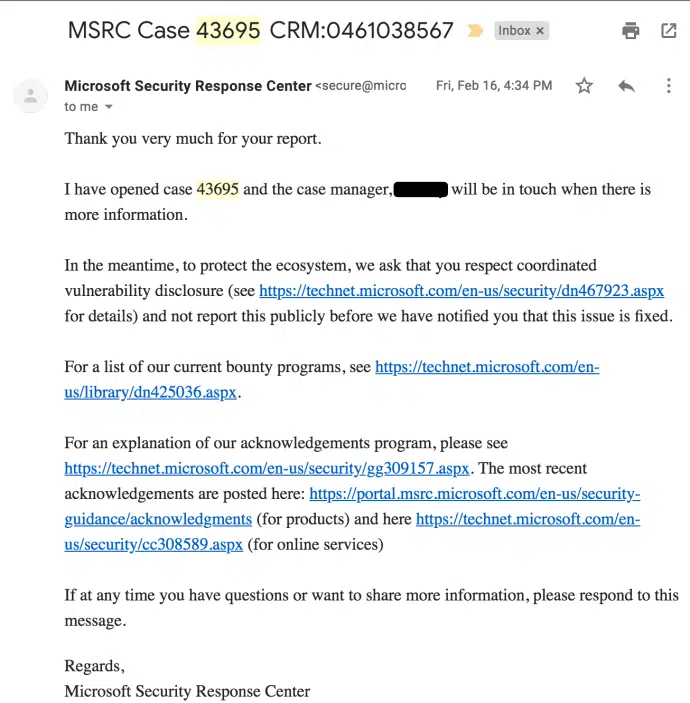 MSRC Case 43695 CRM:0461038567 Inbox ×
Microsoft Security Response Center <secure@micro Fri, Feb 16, 4:34 PM
to me
Thank you very much for your report.
I have opened case 43695 and the case manager, will be in touch when there is
more information.
In the meantime, to protect the ecosystem, we ask that you respect coordinated
vulnerability disclosure (see https://technet.microsoft.com/en-us/security/dn467923.aspx
for details) and not report this publicly before we have notified you that this issue is fixed.
For a list of our current bounty programs, see https://technet.microsoft.com/en-
us/library/dn425036.aspx.
For an explanation of our acknowledgements program, please see
https://technet.microsoft.com/en-us/security/gg309157.aspx. The most recent
acknowledgements are posted here: https://portal.msrc.microsoft.com/en-us/security-
guidance/acknowledgments (for products) and here https://technet.microsoft.com/en-
us/security/cc308589.aspx (for online services)
If at any time you have questions or want to share more information, please respond to this
message.
Regards,
Microsoft Security Response Center